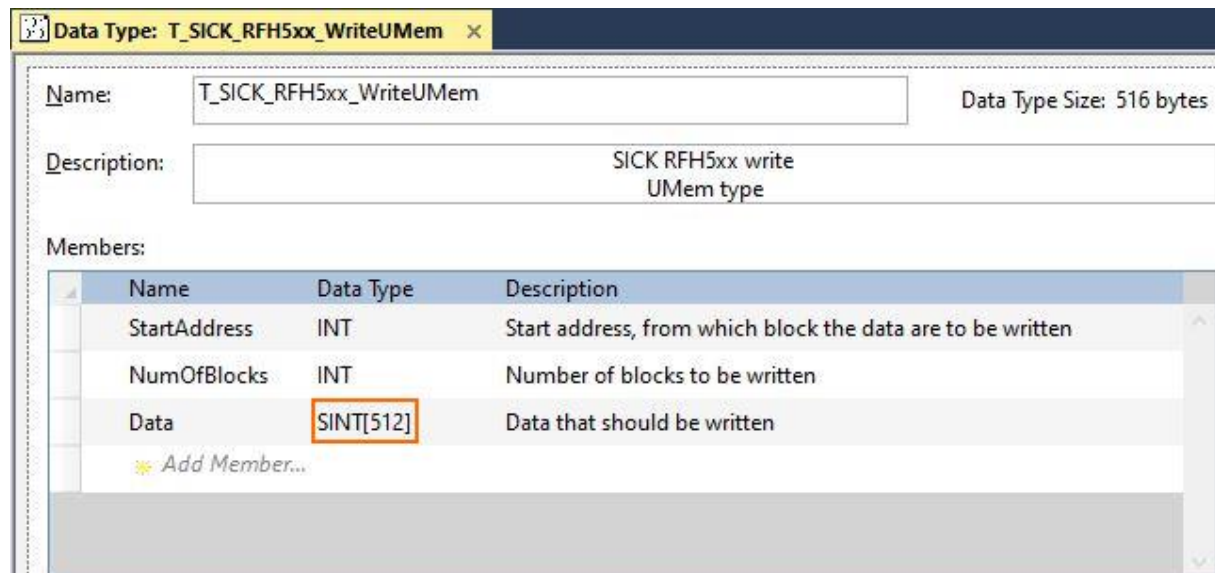 Data Type: T_SICK_RFH5xx_WriteUMem ×
Name: T_SICK_RFH5xx_WriteUMem Data Type Size: 516 bytes
Description: SICK RFH5xx write
UMem type
Members:
Name Data Type Description
StartAddress INT Start address, from which block the data are to be written
NumOfBlocks INT Number of blocks to be written
Data SINT[512] Data that should be written
Add Member...